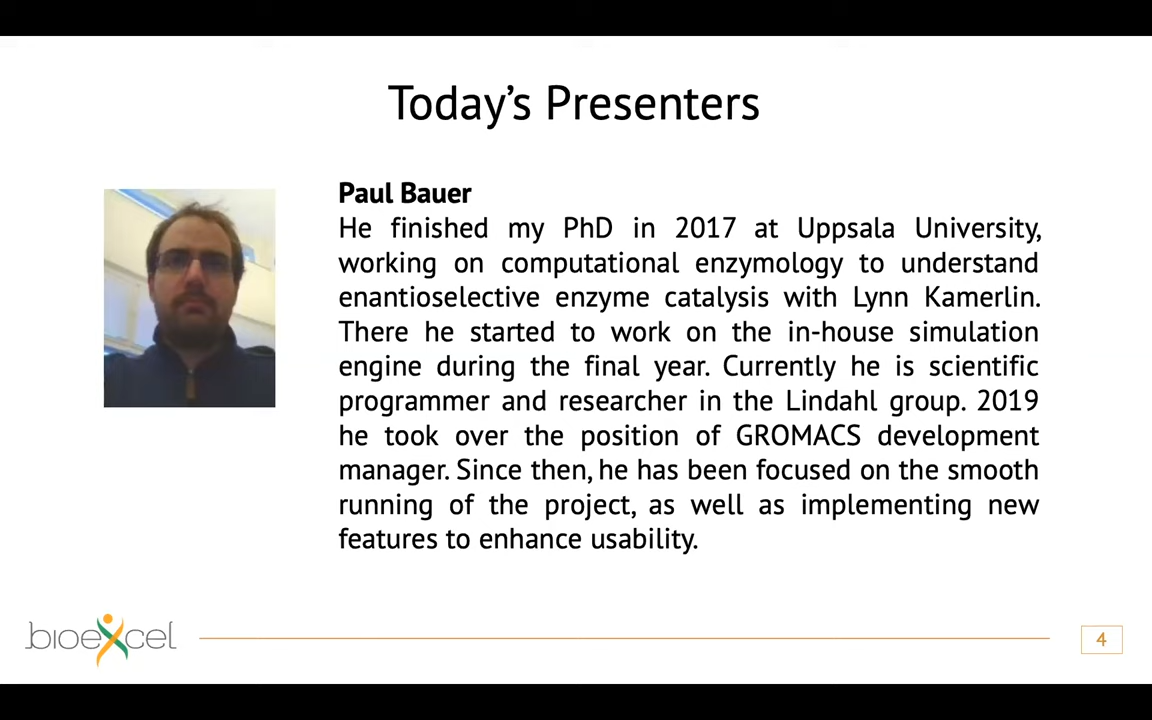 Today’s Presenters
Paul Bauer
He finished my PhD in 2017 at Uppsala University,
working on computational enzymology to understand
enantioselective enzyme catalysis with Lynn Kamerlin.
There he started to work on the in-house simulation
engine during the final year. Currently he is scientific
programmer and researcher in the Lindahl group. 2019
he took over the position of GROMACS development
manager. Since then, he has been focused on the smooth
running of the project, as well as implementing new
features to enhance usability.
bioexcel
4